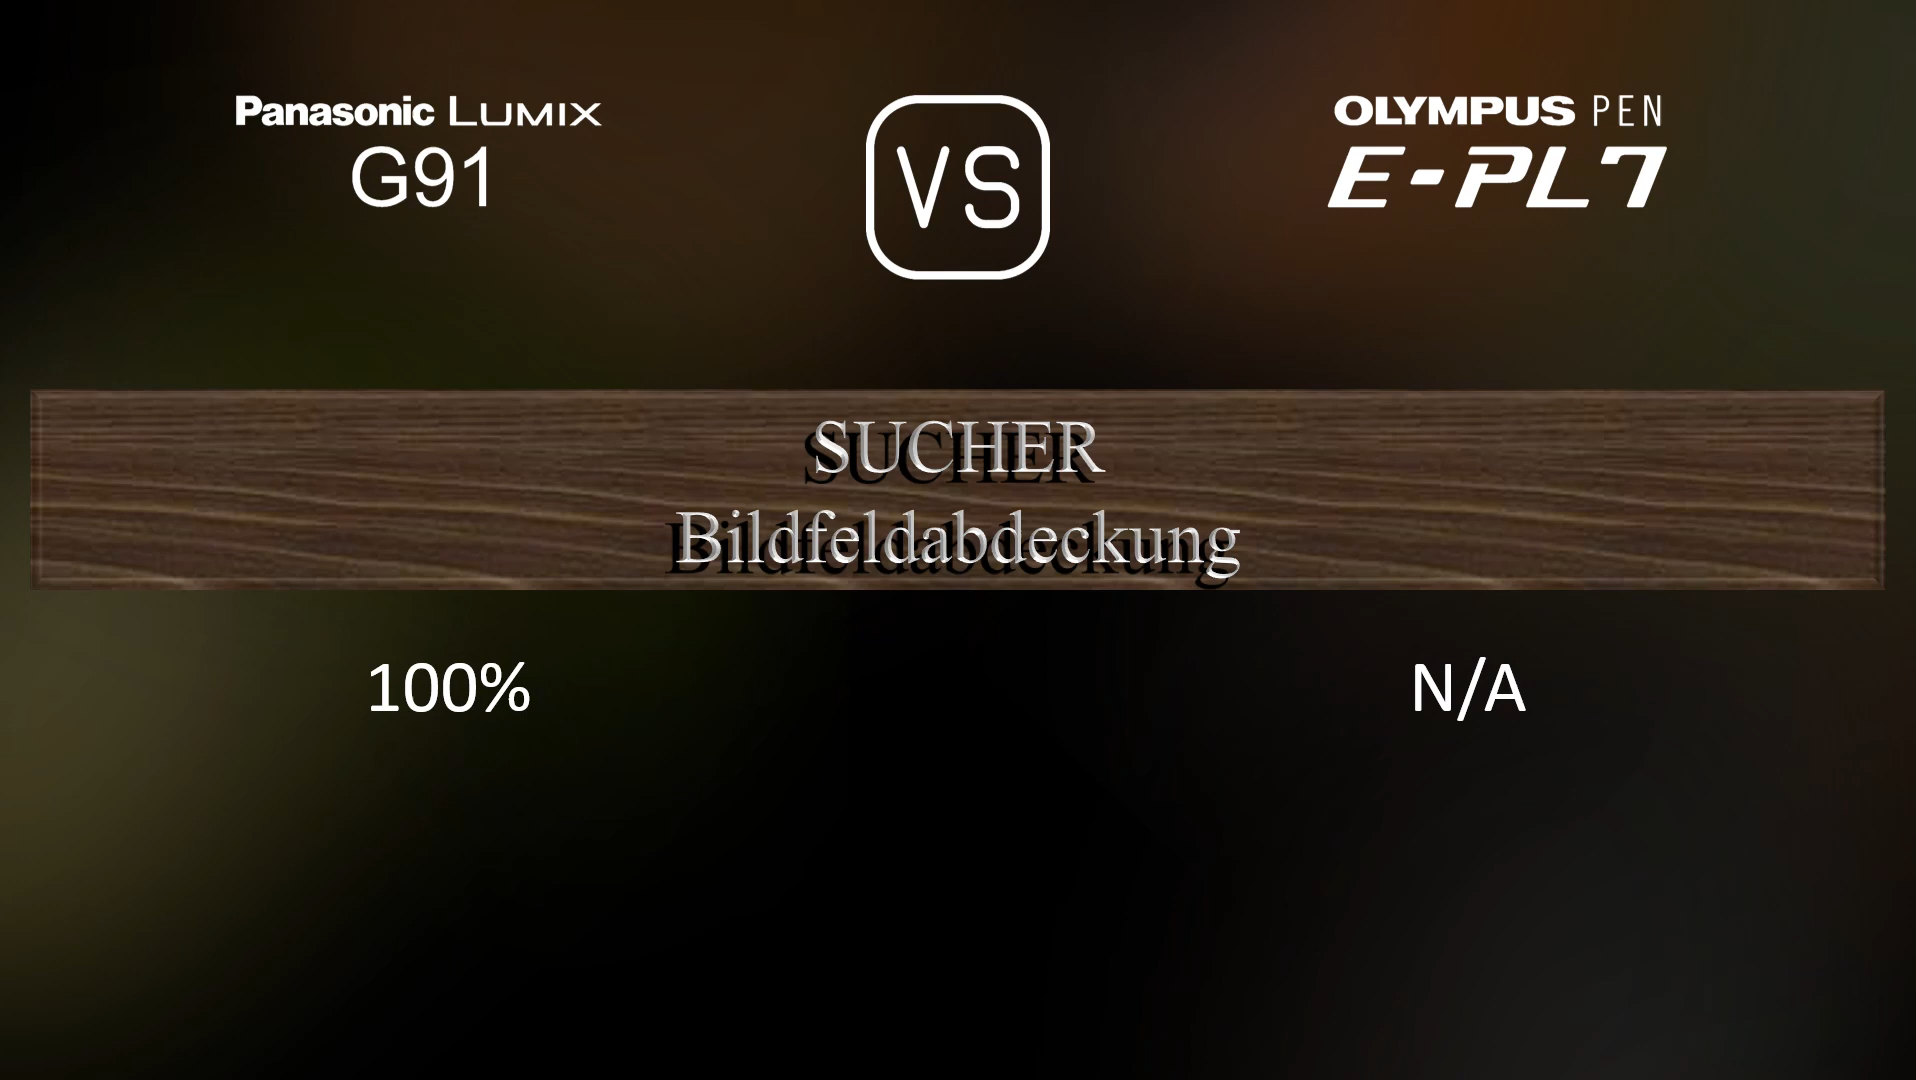 Panasonic LUMIX
G91
VS
OLYMPUS PEN
E-PL7
SUCHER
Bildfeldabdeckung
100%
N/A